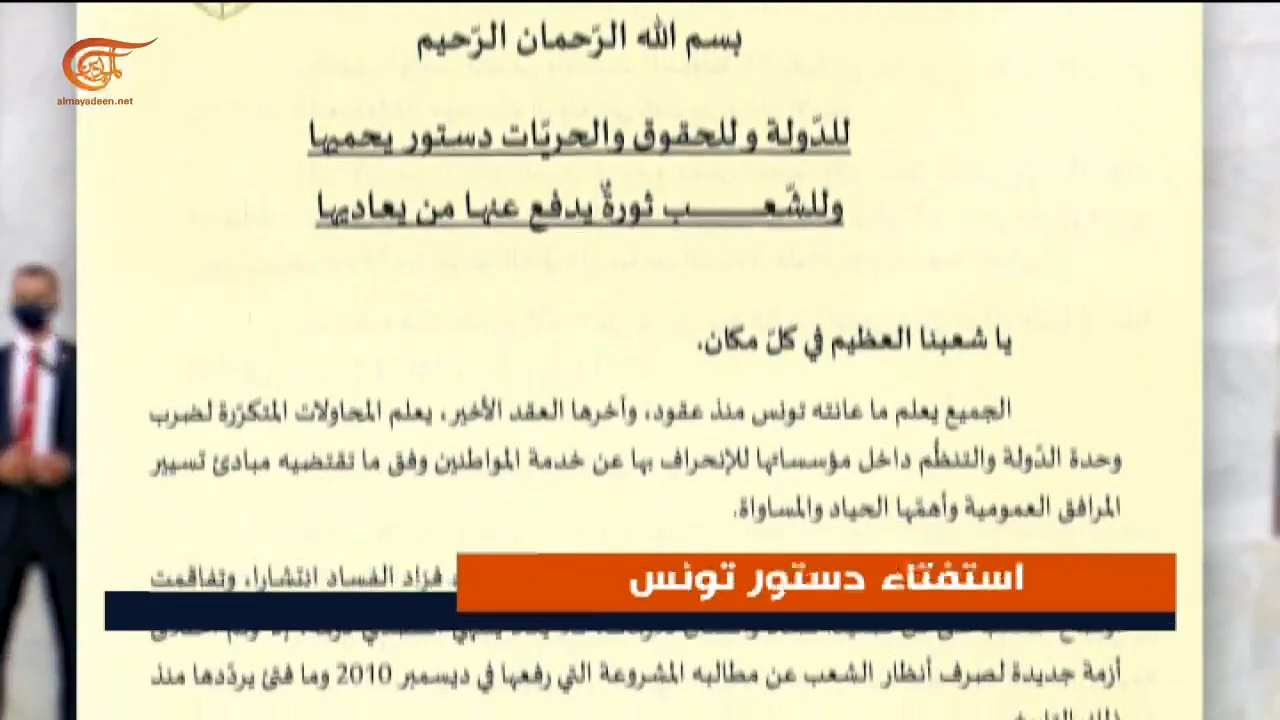 الميادين
almayadeen.net
بسم الله الرّحمان الرّحيم
للدّولة وللحقوق والحريّات دستور يحميها
وللشّعـــــب ثورةٌ يدفع عنها من يعاديها
يا شعبنا العظيم في كلّ مكان.
الجميع يعلم ما عانته تونس منذ عقود، وآخرها العقد الأخير، يعلم المحاولات المتكرّرة لضرب
وحدة الدّولة والتنظّم داخل مؤسساتها للإنحراف بها عن خدمة المواطنين وفق ما تقتضيه مبادئ تسيير
المرافق العمومية وأهمّها الحياد والمساواة.
فزاد الفساد انتشارا، وتفاقمت
استفتاء دستور تونس
أزمة جديدة لصرف أنظار الشعب عن مطالبه المشروعة التي رفعها في ديسمبر 2010 وما فتئ يردّدها منذ